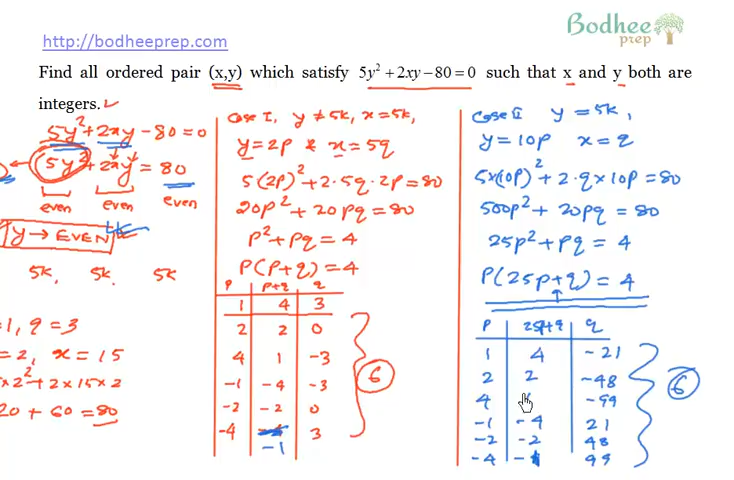 http://bodheeprep.com
Bodhee
prep
Find all ordered pair (x,y) which satisfy 5y² + 2xy − 80 = 0 such that x and y both are
integers.
5y² + 2xy − 80 = 0
5y² + 2xy = 80
even even even
y → EVEN
5k, 5k. 5k
=1, q = 3
= 2, x = 15
×2² + 2×15×2
20 + 60 = 80
Case I, y ≠ 5k, x = 5k,
y = 2p & x = 5q
5(2p)² + 2·5q·2p = 80
20p² + 20pq = 80
p² + pq = 4
p(p+q) = 4
p p+q q
1 4 3
2 2 0
4 1 -3
-1 -4 -3
-2 -2 0
-4 -1 3
6
Case II y = 5k,
y = 10p x = q
5×(10p)² + 2·q×10p = 80
500p² + 20pq = 80
25p² + pq = 4
p(25p+q) = 4
p 25p+q q
1 4 -21
2 2 -48
4 -99
-1 -4 21
-2 -2 48
-4 -1 99
6